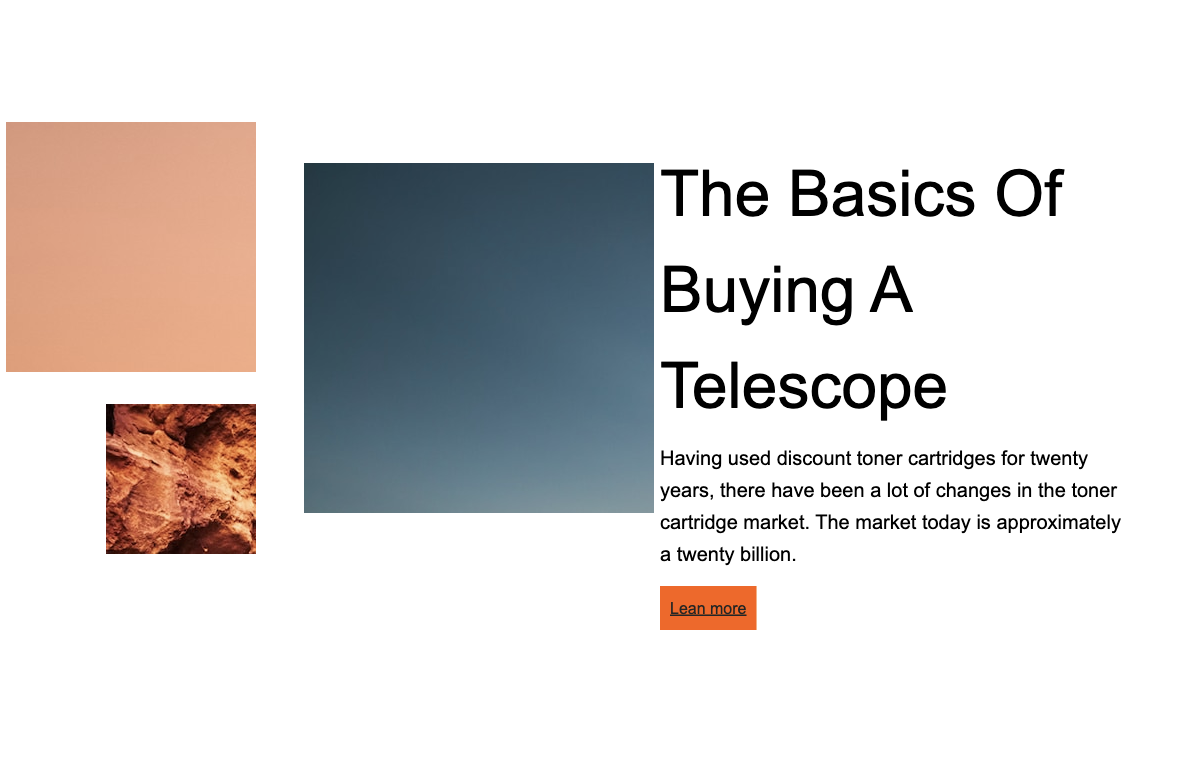 The Basics Of
Buying A
Telescope
Having used discount toner cartridges for twenty
years, there have been a lot of changes in the toner
cartridge market. The market today is approximately
a twenty billion.
Lean more